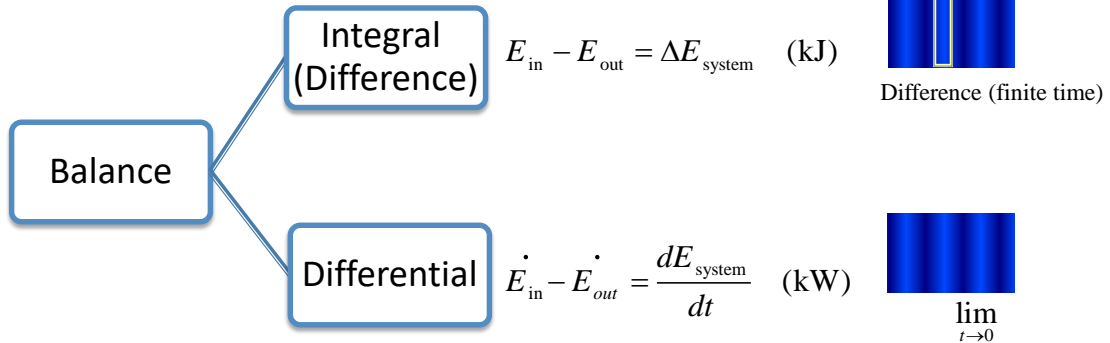 Integral
(Difference)
E_in − E_out = ΔE_system (kJ)
Difference (finite time)
Balance
Differential
Ė_in − Ė_out = dE_system/dt (kW)
lim
t→0